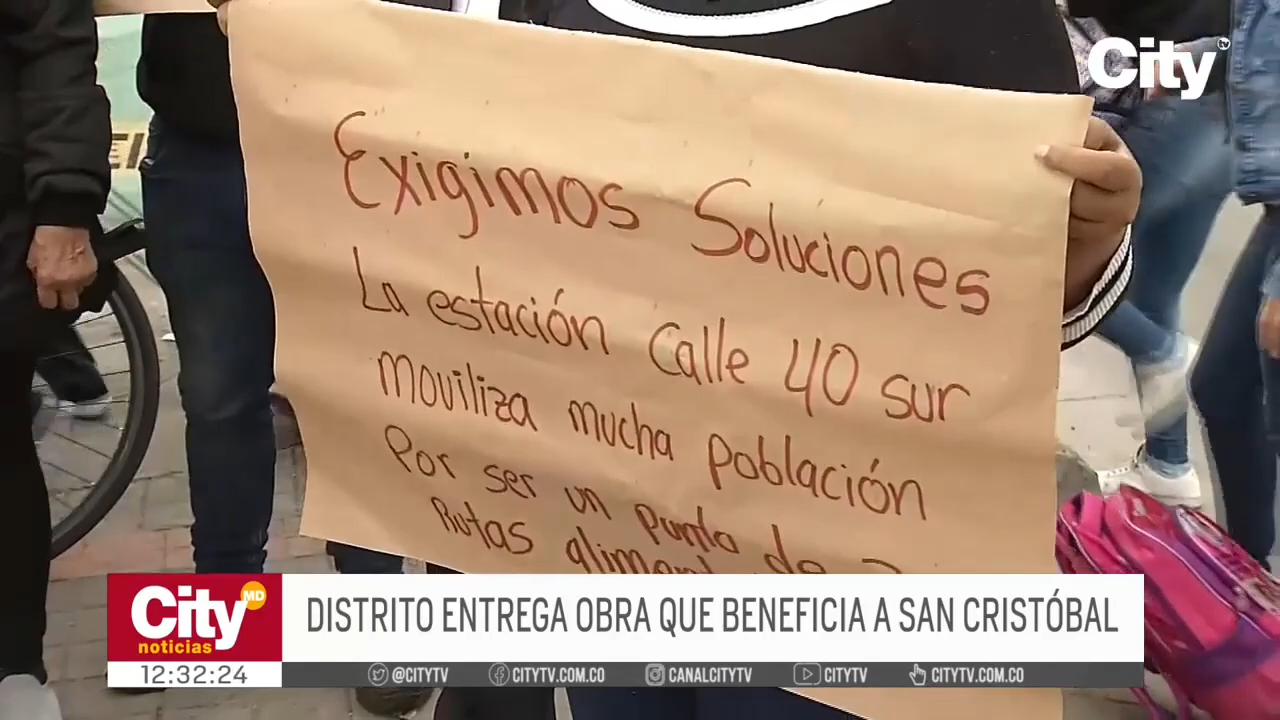 City tv
Exigimos Soluciones
La estación Calle 40 sur
Moviliza mucha población
Por ser un punto de
Rutas
City MD
noticias
DISTRITO ENTREGA OBRA QUE BENEFICIA A SAN CRISTÓBAL
12:32:24
@CITYTV
CITYTV.COM.CO
CANALCITYTV
CITYTV
CITYTV.COM.CO